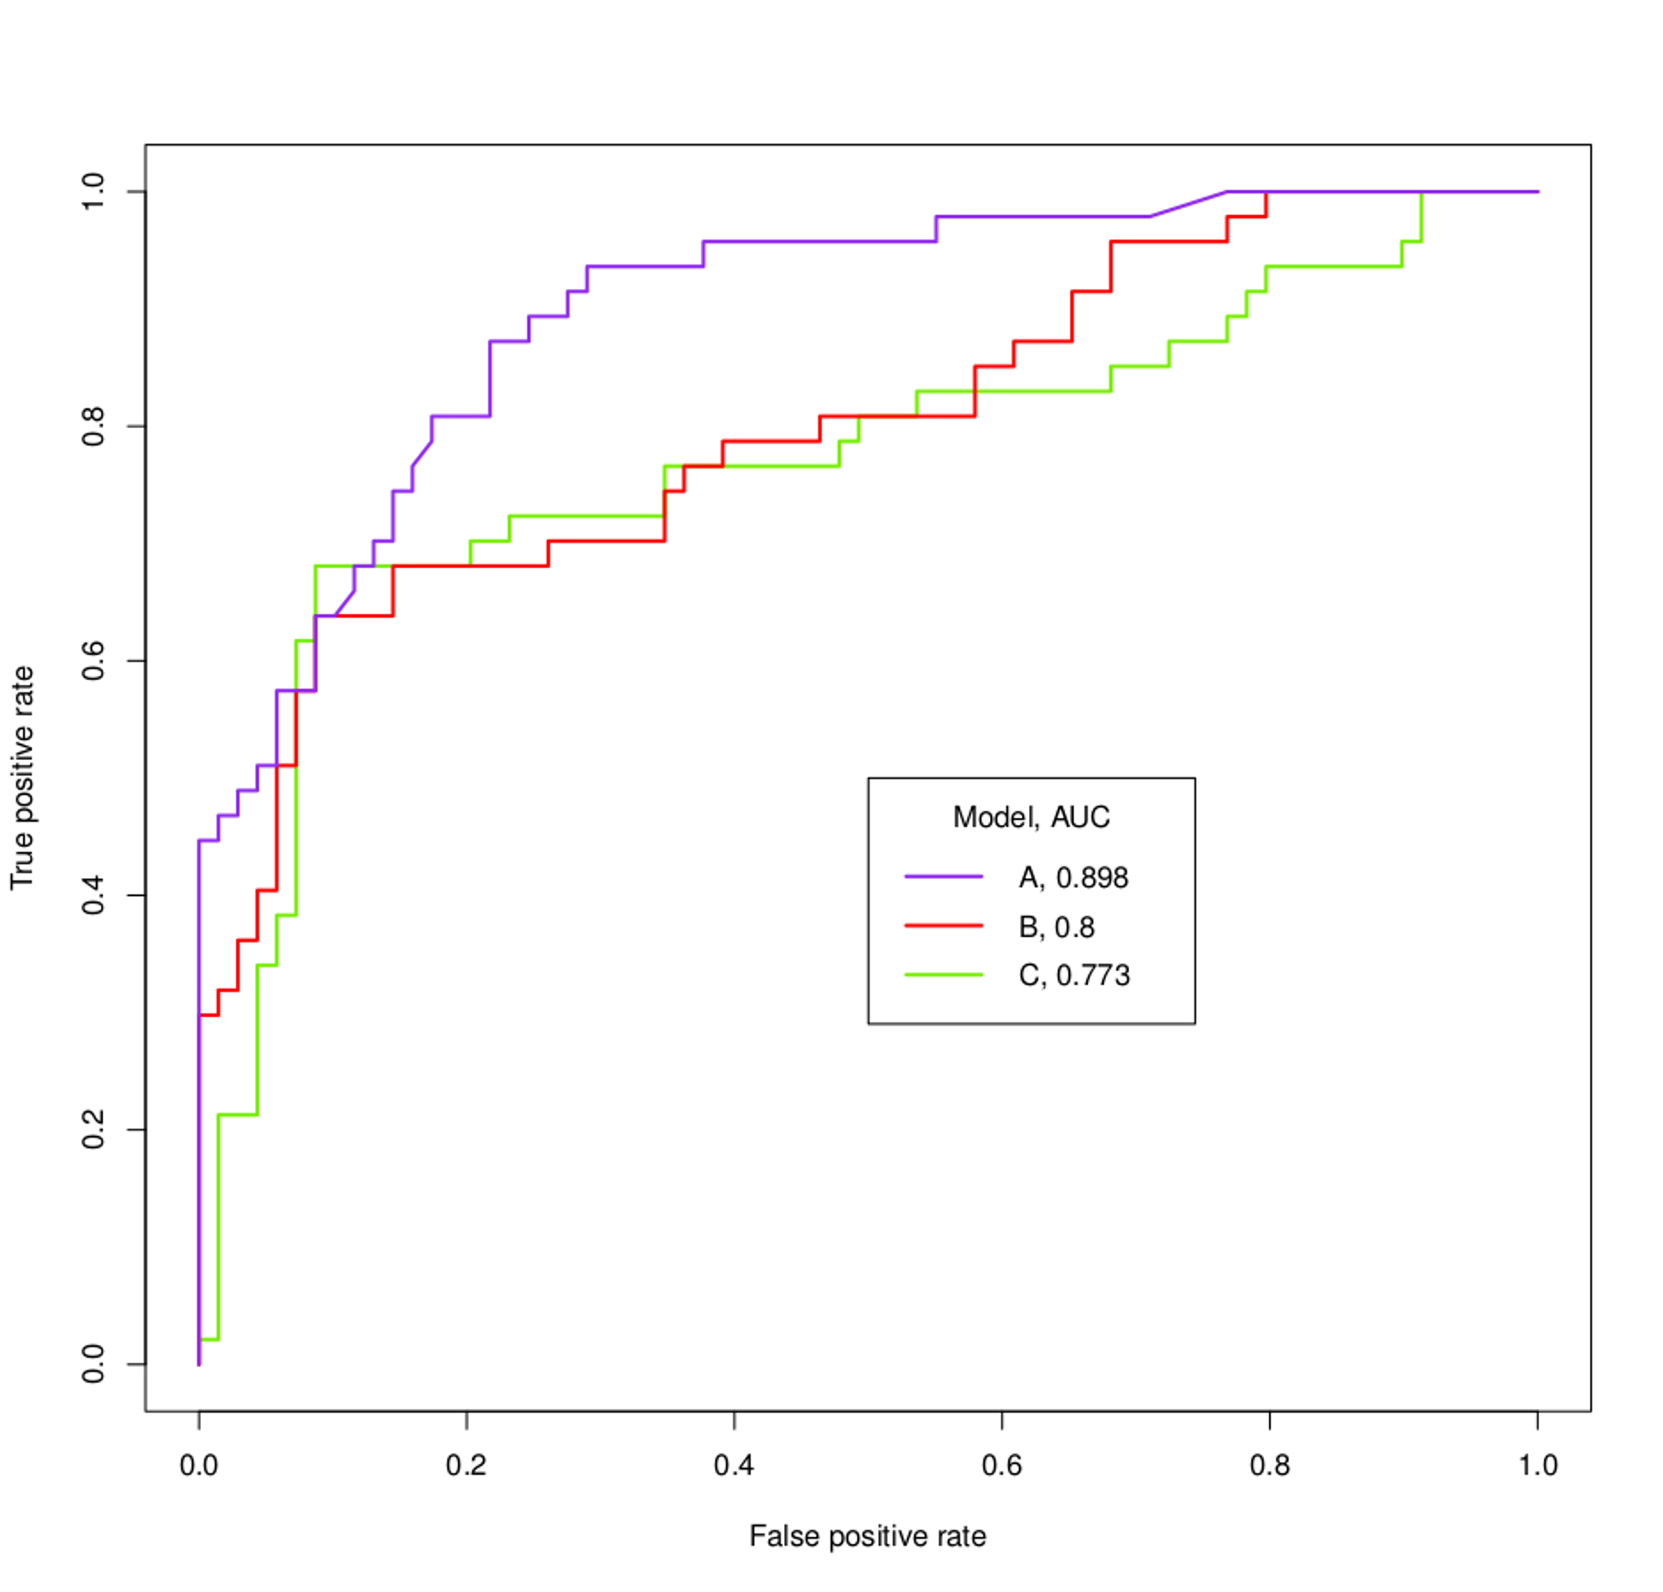 1.0
0.8
0.6
0.4
0.2
0.0
True positive rate
Model, AUC
A, 0.898
B, 0.8
C, 0.773
0.0 0.2 0.4 0.6 0.8 1.0
False positive rate